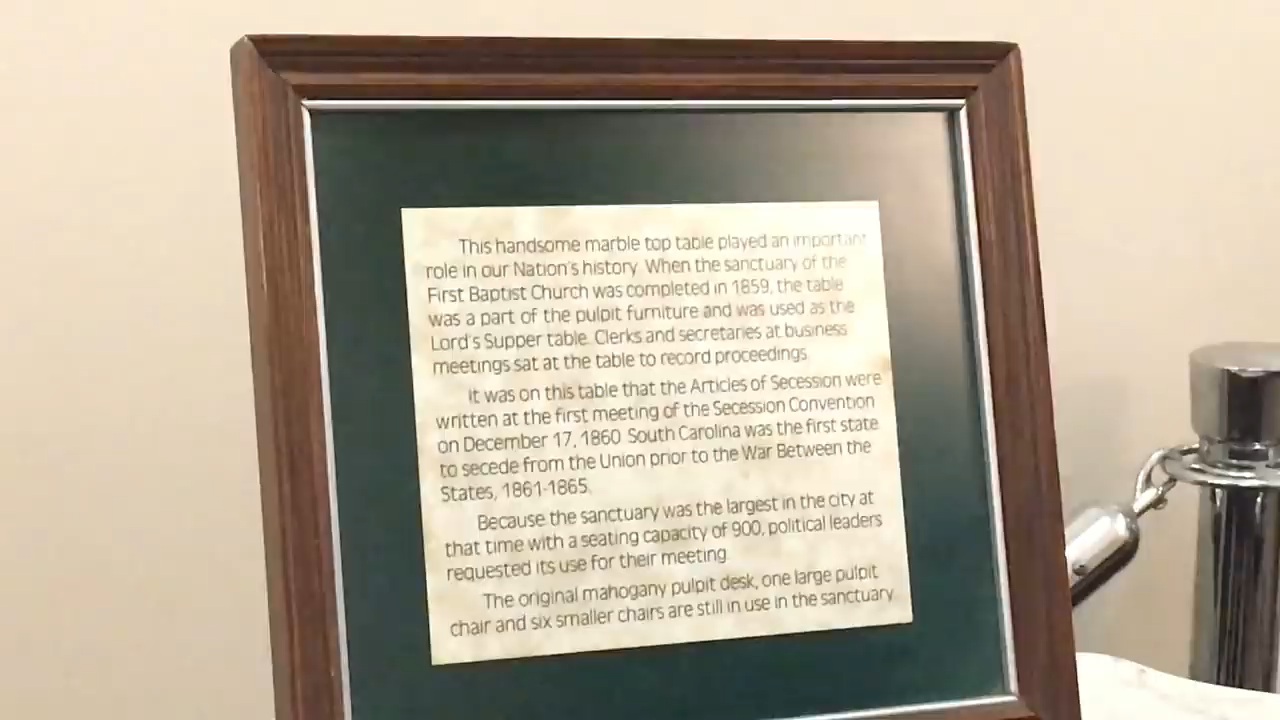 This handsome marble top table played an important
role in our Nation's history. When the sanctuary of the
First Baptist Church was completed in 1859, the table
was a part of the pulpit furniture and was used as the
Lord's Supper table. Clerks and secretaries at business
meetings sat at the table to record proceedings.
It was on this table that the Articles of Secession were
written at the first meeting of the Secession Convention
on December 17, 1860. South Carolina was the first state
to secede from the Union prior to the War Between the
States, 1861-1865.
Because the sanctuary was the largest in the city at
that time with a seating capacity of 900, political leaders
requested its use for their meeting.
The original mahogany pulpit desk, one large pulpit
chair and six smaller chairs are still in use in the sanctuary.